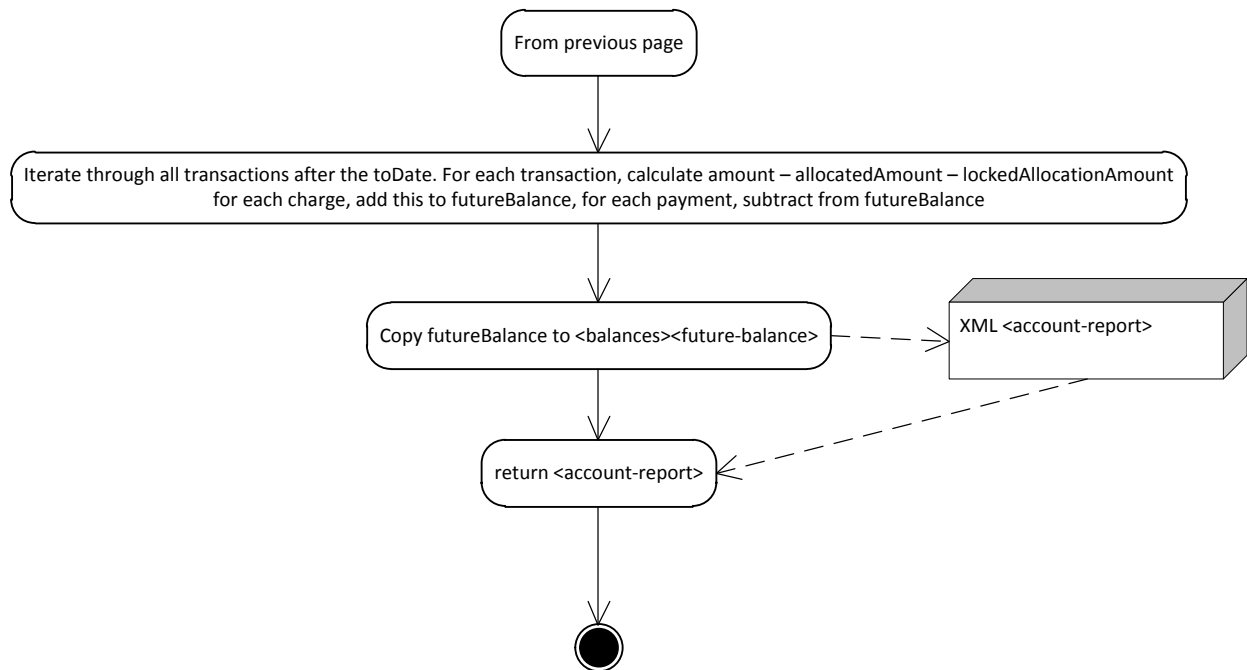 From previous page
Iterate through all transactions after the toDate. For each transaction, calculate amount – allocatedAmount – lockedAllocationAmount
for each charge, add this to futureBalance, for each payment, subtract from futureBalance
Copy futureBalance to <balances><future-balance>
XML <account-report>
return <account-report>